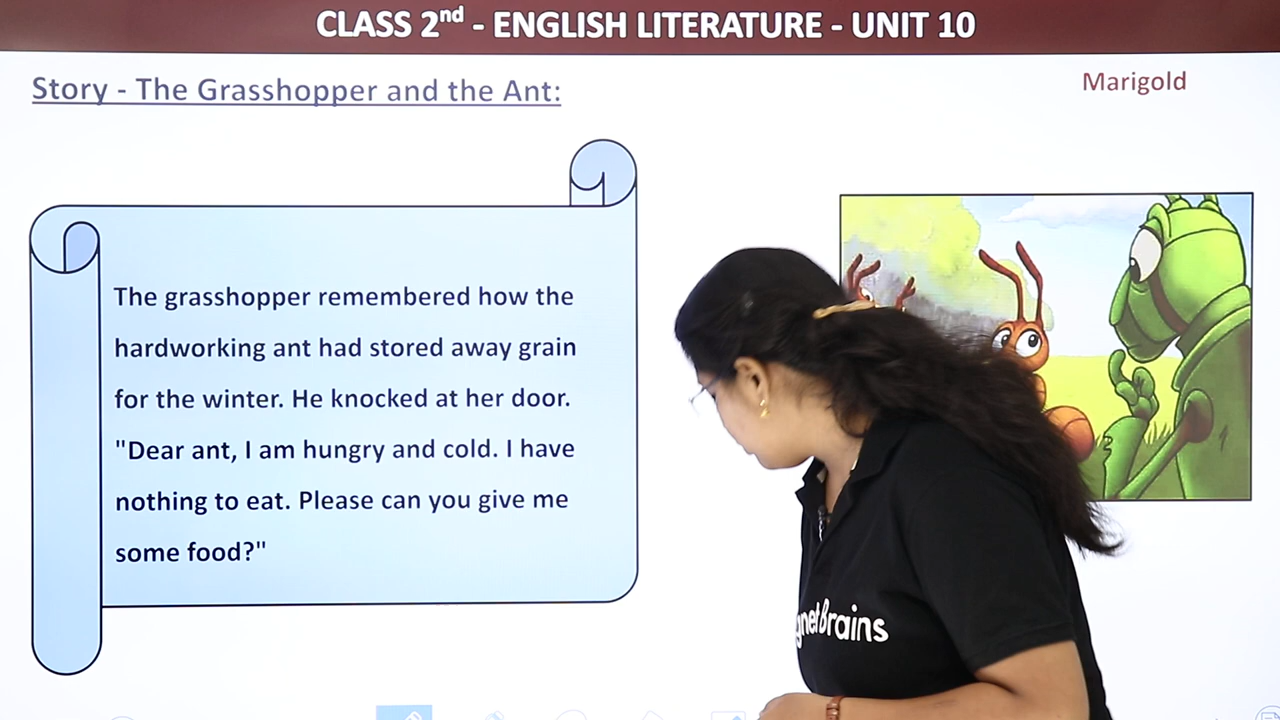 CLASS 2nd - ENGLISH LITERATURE - UNIT 10
Story - The Grasshopper and the Ant:
Marigold
The grasshopper remembered how the
hardworking ant had stored away grain
for the winter. He knocked at her door.
"Dear ant, I am hungry and cold. I have
nothing to eat. Please can you give me
some food?"
gnetBrains